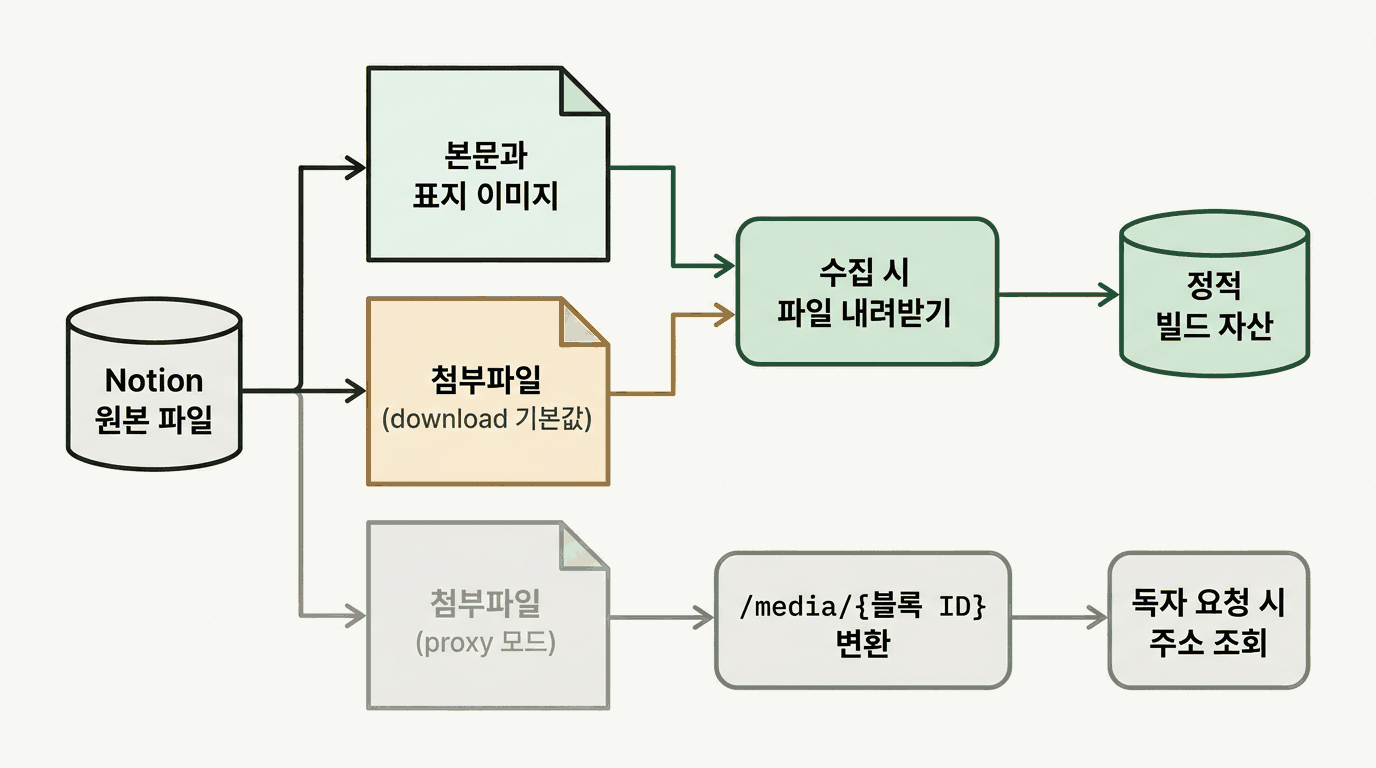 본문과
표지 이미지
수집 시
파일 내려받기
정적
빌드 자산
Notion
원본 파일
첨부파일
(download 기본값)
첨부파일
(proxy 모드)
/media/{블록 ID}
변환
독자 요청 시
주소 조회